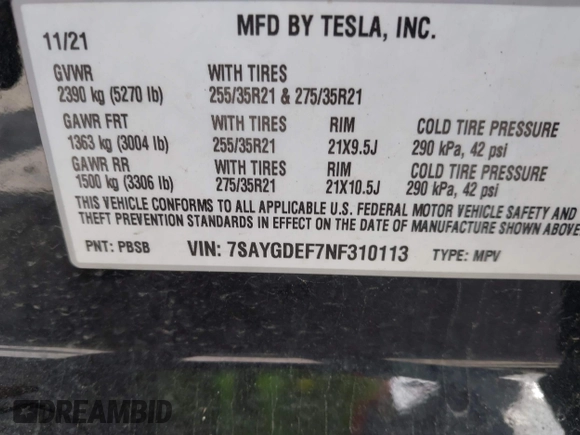 MFD BY TESLA, INC.
11/21
GVWR WITH TIRES
2390 kg (5270 lb) 255/35R21 & 275/35R21
GAWR FRT WITH TIRES RIM COLD TIRE PRESSURE
1363 kg (3004 lb) 255/35R21 21X9.5J 290 kPa, 42 psi
GAWR RR WITH TIRES RIM COLD TIRE PRESSURE
1500 kg (3306 lb) 275/35R21 21X10.5J 290 kPa, 42 psi
THIS VEHICLE CONFORMS TO ALL APPLICABLE U.S. FEDERAL MOTOR VEHICLE SAFETY AND
THEFT PREVENTION STANDARDS IN EFFECT ON THE DATE OF MANUFACTURE SHOWN ABOVE
PNT: PBSB VIN: 7SAYGDEF7NF310113 TYPE: MPV
DREAMBID